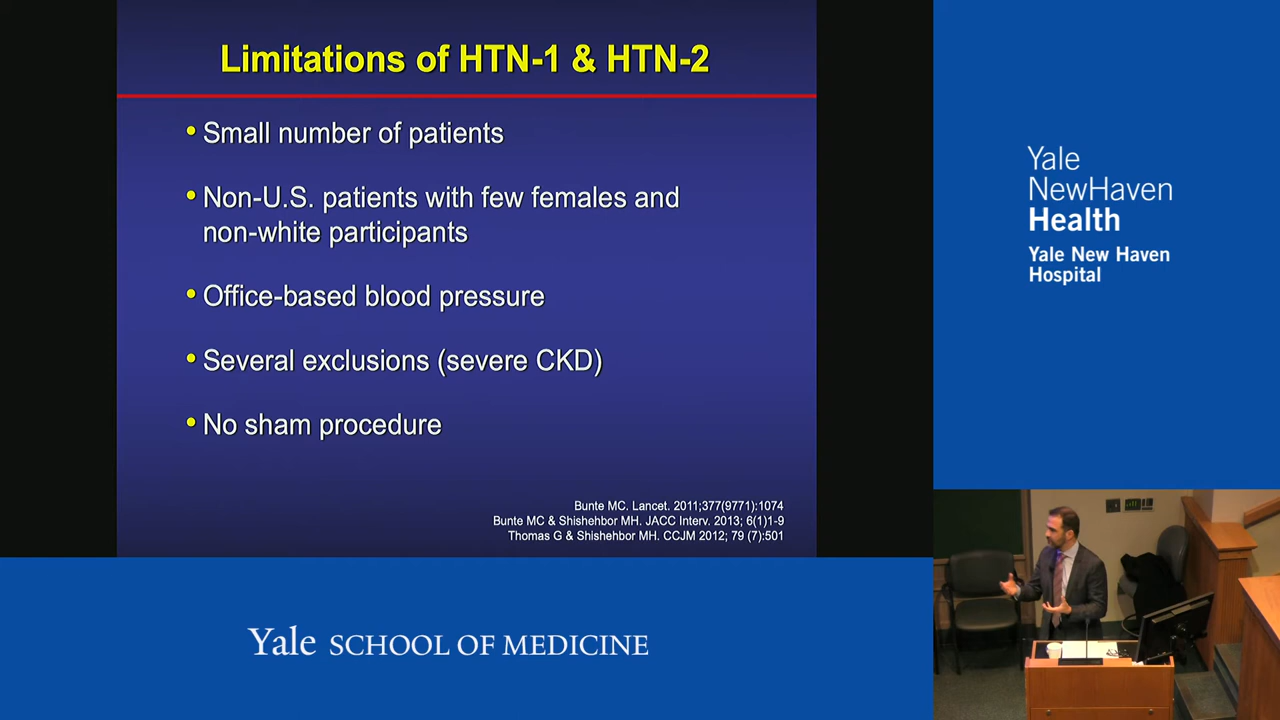 Limitations of HTN-1 & HTN-2
• Small number of patients
• Non-U.S. patients with few females and
non-white participants
• Office-based blood pressure
• Several exclusions (severe CKD)
• No sham procedure
Bunte MC. Lancet. 2011;377(9771):1074
Bunte MC & Shishehbor MH. JACC Interv. 2013; 6(1)1-9
Thomas G & Shishehbor MH. CCJM 2012; 79 (7):501
Yale
NewHaven
Health
Yale New Haven
Hospital
Yale SCHOOL OF MEDICINE